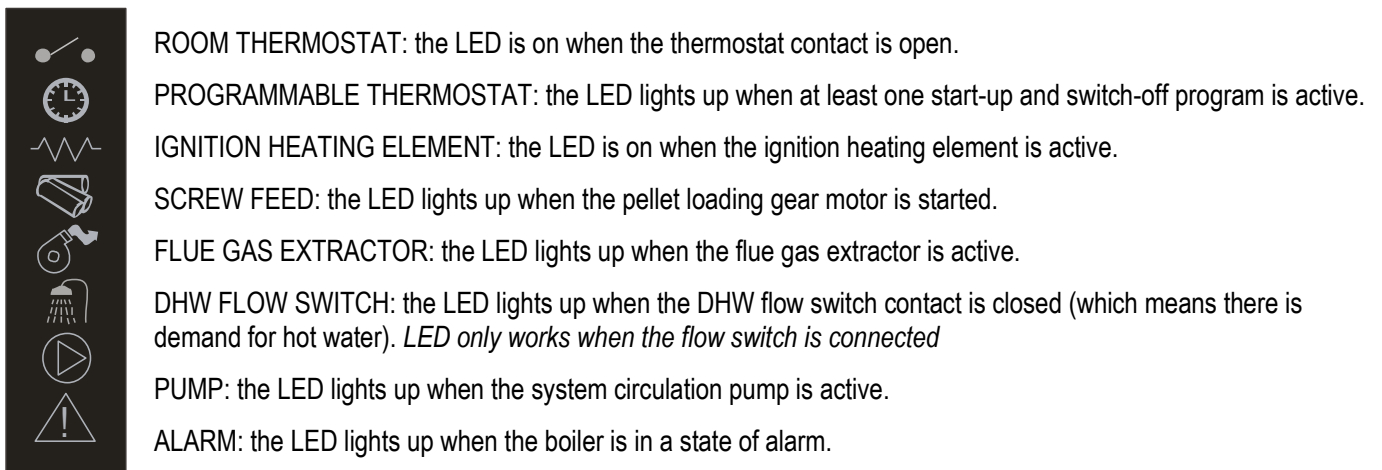 ROOM THERMOSTAT: the LED is on when the thermostat contact is open.
PROGRAMMABLE THERMOSTAT: the LED lights up when at least one start-up and switch-off program is active.
IGNITION HEATING ELEMENT: the LED is on when the ignition heating element is active.
SCREW FEED: the LED lights up when the pellet loading gear motor is started.
FLUE GAS EXTRACTOR: the LED lights up when the flue gas extractor is active.
DHW FLOW SWITCH: the LED lights up when the DHW flow switch contact is closed (which means there is
demand for hot water). LED only works when the flow switch is connected
PUMP: the LED lights up when the system circulation pump is active.
ALARM: the LED lights up when the boiler is in a state of alarm.